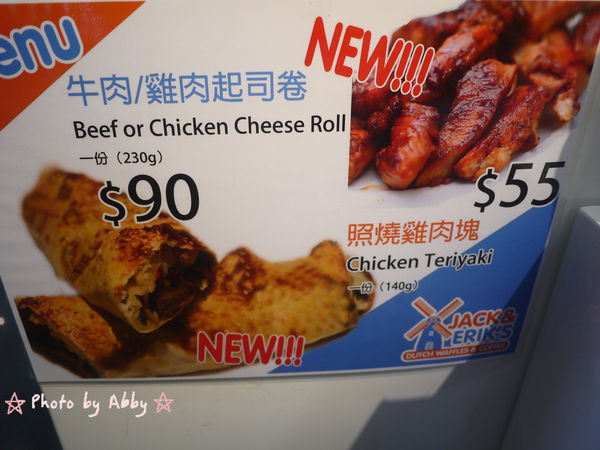 enu
牛肉/雞肉起司卷
Beef or Chicken Cheese Roll
一份（230g）
$90
NEW!!!
NEW!!!
$55
照燒雞肉塊
Chicken Teriyaki
一份（140g）
JACK &
ERIK'S
DUTCH WAFFLES & COFFEE
☆ Photo by Abby ☆